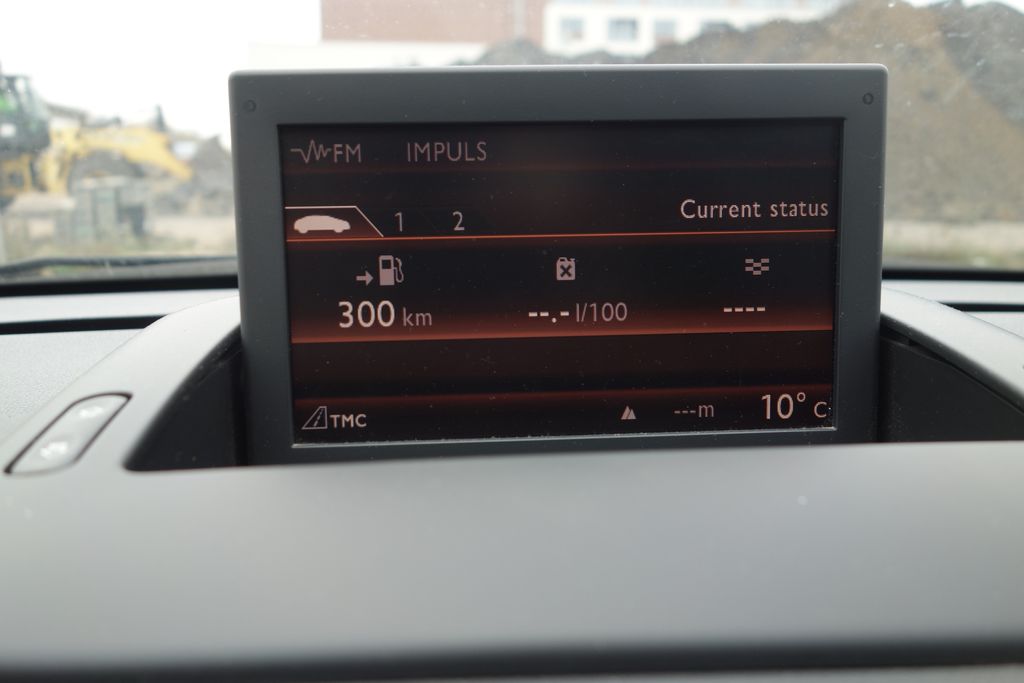 FM IMPULS
1 2 Current status
300 km --.- l/100 ----
TMC ---m 10° C